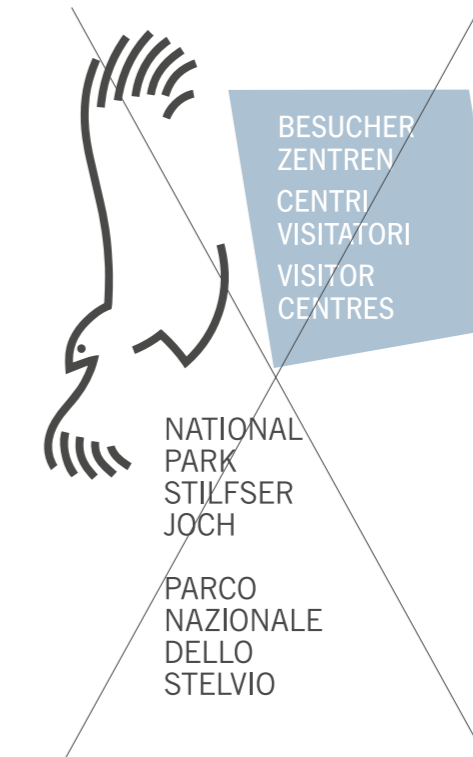 BESUCHER
ZENTREN
CENTRI
VISITATORI
VISITOR
CENTRES
NATIONAL
PARK
STILFSER
JOCH
PARCO
NAZIONALE
DELLO
STELVIO